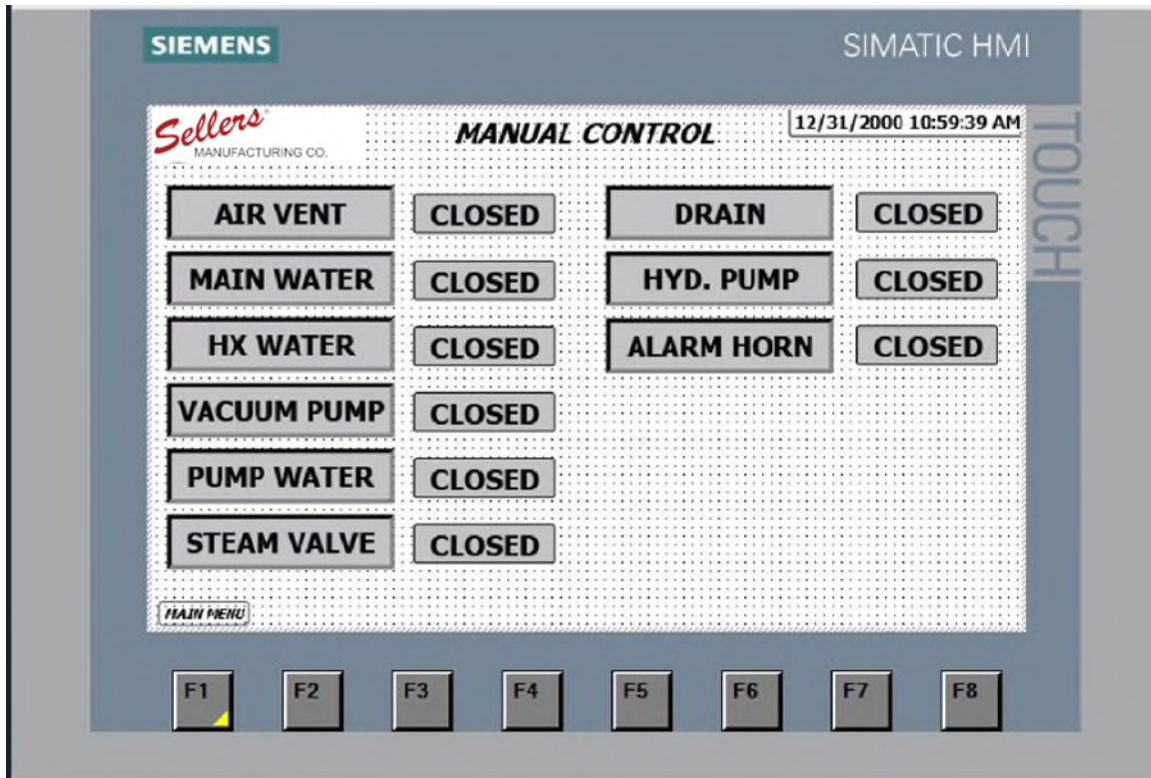 SIEMENS
SIMATIC HMI
TOUCH
Sellers
MANUFACTURING CO.
MANUAL CONTROL
12/31/2000 10:59:39 AM
AIR VENT CLOSED DRAIN CLOSED
MAIN WATER CLOSED HYD. PUMP CLOSED
HX WATER CLOSED ALARM HORN CLOSED
VACUUM PUMP CLOSED
PUMP WATER CLOSED
STEAM VALVE CLOSED
MAIN MENU
F1 F2 F3 F4 F5 F6 F7 F8